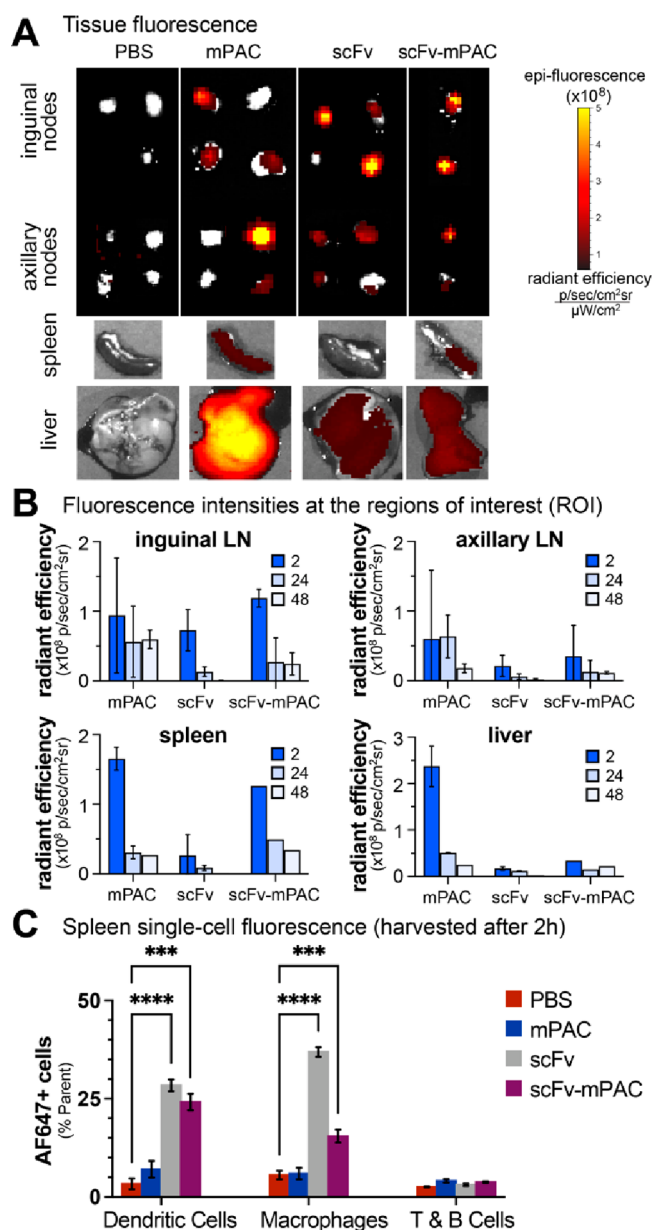 A Tissue fluorescence
PBS mPAC scFv scFv-mPAC
inguinal
nodes
axillary
nodes
spleen
liver
epi-fluorescence
(x10⁸)
5
4
3
2
1
radiant efficiency
p/sec/cm²sr
µW/cm²
B Fluorescence intensities at the regions of interest (ROI)
inguinal LN
radiant efficiency
(x10⁸ p/sec/cm²sr)
2
1
0
2
24
48
mPAC scFv scFv-mPAC
axillary LN
radiant efficiency
(x10⁸ p/sec/cm²sr)
2
1
0
2
24
48
mPAC scFv scFv-mPAC
spleen
radiant efficiency
(x10⁸ p/sec/cm²sr)
2
1
0
2
24
48
mPAC scFv scFv-mPAC
liver
radiant efficiency
(x10⁸ p/sec/cm²sr)
3
2
1
0
2
24
48
mPAC scFv scFv-mPAC
C Spleen single-cell fluorescence (harvested after 2h)
AF647+ cells
(% Parent)
50
25
0
***
****
***
****
PBS
mPAC
scFv
scFv-mPAC
Dendritic Cells Macrophages T & B Cells